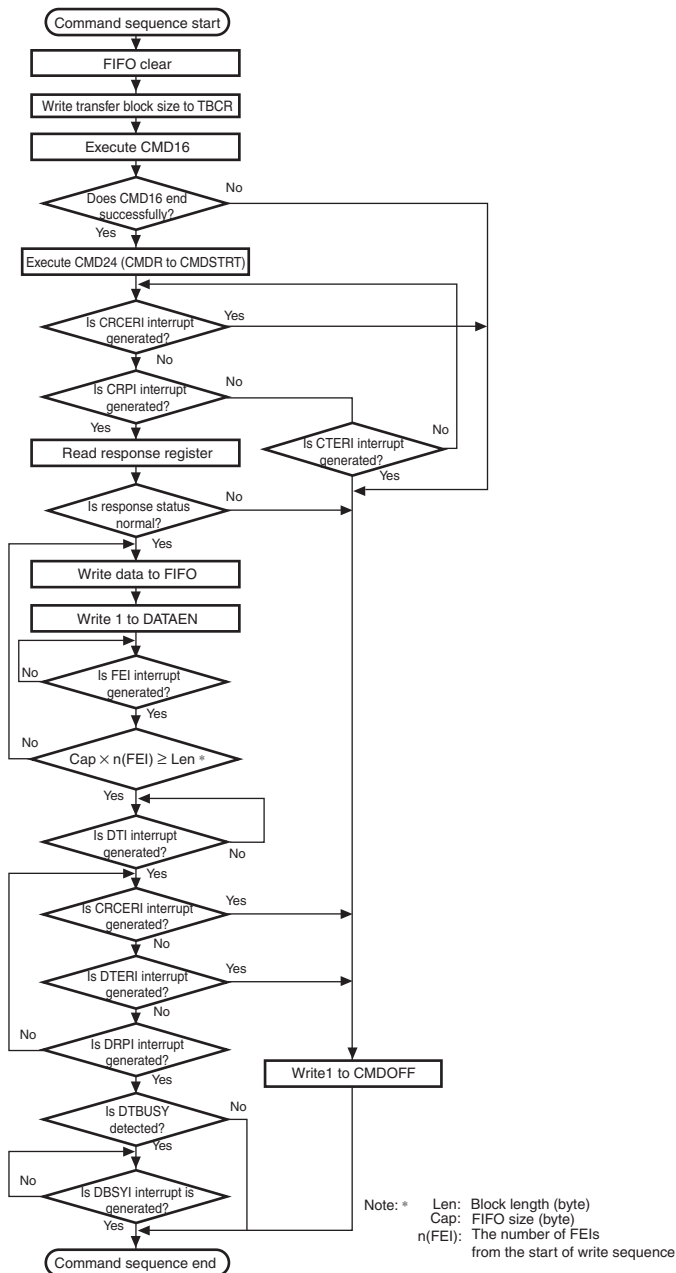 Command sequence start
FIFO clear
Write transfer block size to TBCR
Execute CMD16
Does CMD16 end
successfully?
No
Yes
Execute CMD24 (CMDR to CMDSTRT)
Is CRCERI interrupt
generated?
Yes
No
Is CRPI interrupt
generated?
No
Yes
Is CTERI interrupt
generated?
No
Yes
Read response register
Is response status
normal?
No
Yes
Write data to FIFO
Write 1 to DATAEN
Is FEI interrupt
generated?
No
Yes
Cap × n(FEI) ≥ Len *
No
Yes
Is DTI interrupt
generated?
No
Yes
Is CRCERI interrupt
generated?
Yes
No
Is DTERI interrupt
generated?
Yes
No
Is DRPI interrupt
generated?
No
Yes
Write1 to CMDOFF
Is DTBUSY
detected?
No
Yes
Is DBSYI interrupt is
generated?
No
Yes
Command sequence end
Note: * Len: Block length (byte)
Cap: FIFO size (byte)
n(FEI): The number of FEIs
from the start of write sequence